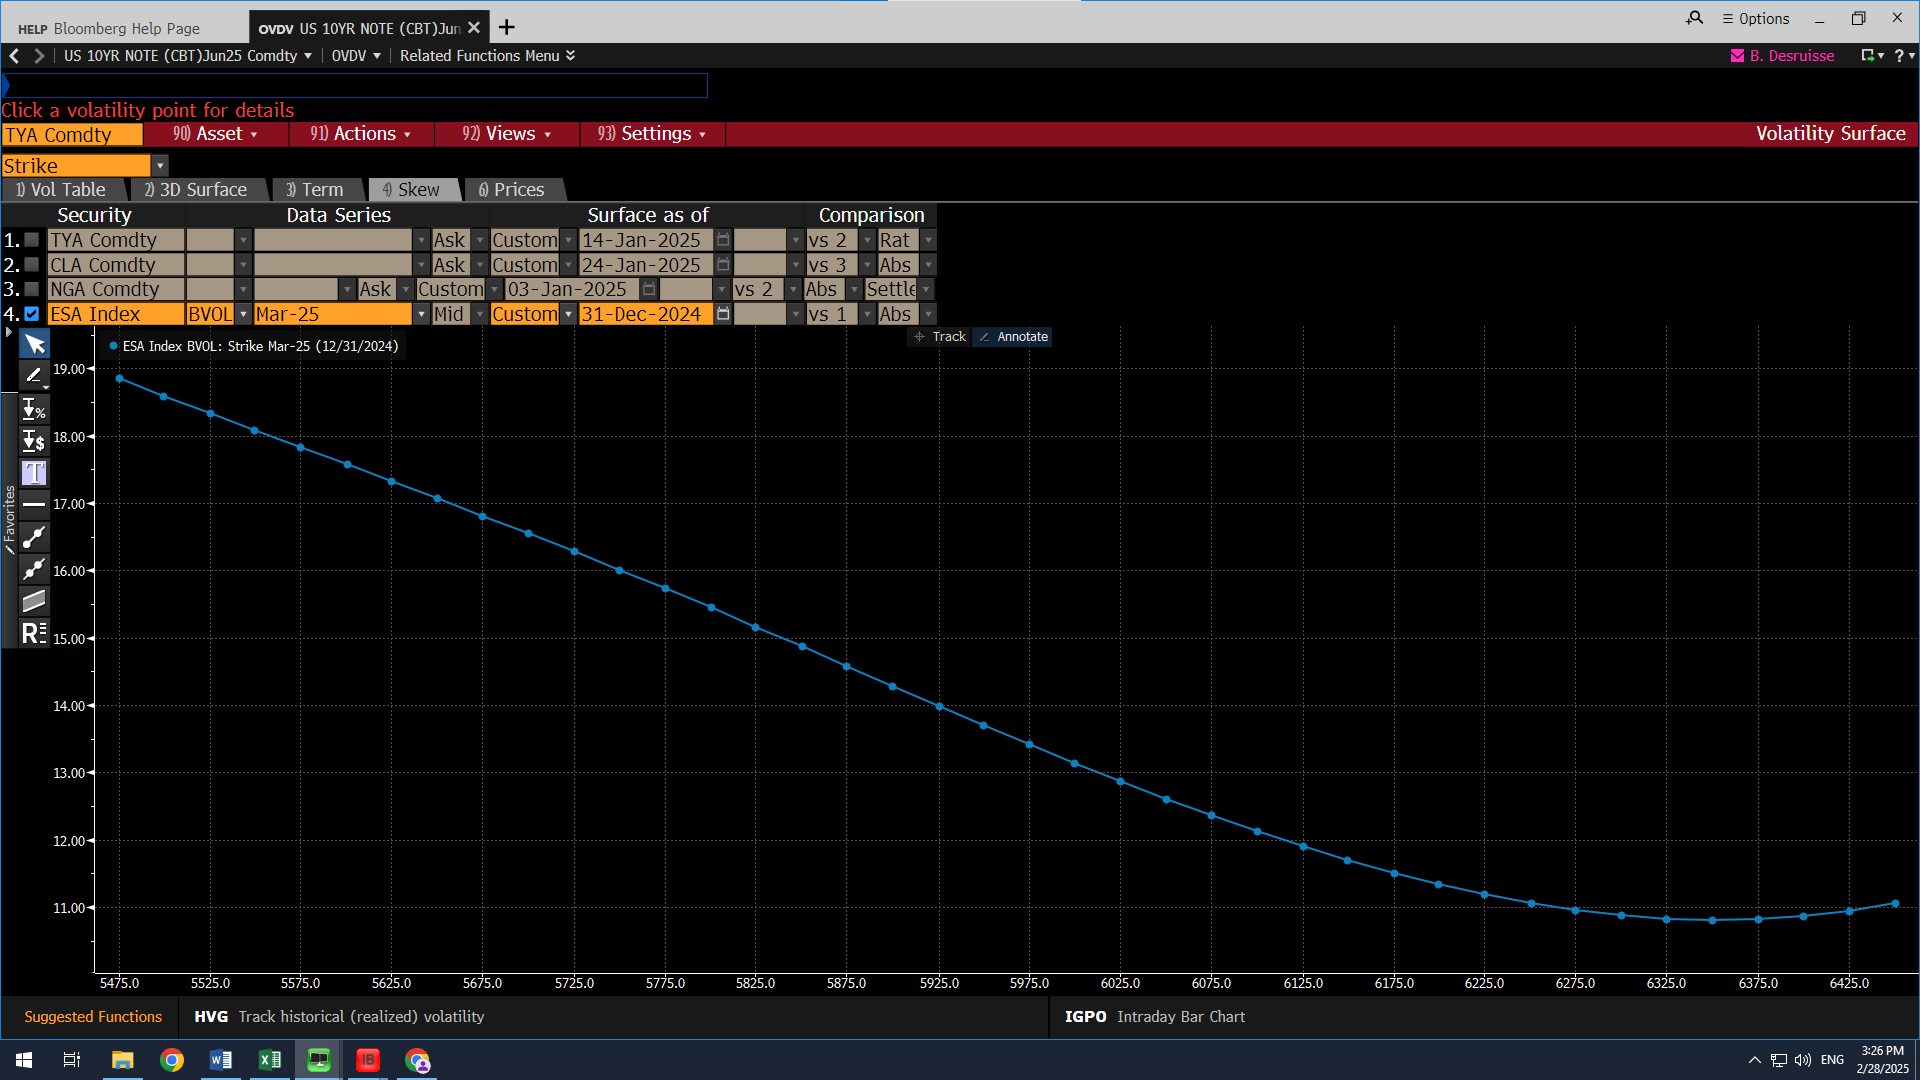 HELP Bloomberg Help Page
OVDV US 10YR NOTE (CBT)Jun
Options
US 10YR NOTE (CBT)Jun25 Comdty
OVDV
Related Functions Menu
B. Desruisse
?
Click a volatility point for details
TYA Comdty
90) Asset
91) Actions
92) Views
93) Settings
Volatility Surface
Strike
1) Vol Table
2) 3D Surface
3) Term
4) Skew
6) Prices
Security Data Series Surface as of Comparison
1. TYA Comdty Ask Custom 14-Jan-2025 vs 2 Rat
2. CLA Comdty Ask Custom 24-Jan-2025 vs 3 Abs
3. NGA Comdty Ask Custom 03-Jan-2025 vs 2 Abs Settle
4. ESA Index BVOL Mar-25 Mid Custom 31-Dec-2024 vs 1 Abs
ESA Index BVOL: Strike Mar-25 (12/31/2024)
Track
Annotate
%
$
T
R
Favorites
19.00
18.00
17.00
16.00
15.00
14.00
13.00
12.00
11.00
5475.0 5525.0 5575.0 5625.0 5675.0 5725.0 5775.0 5825.0 5875.0 5925.0 5975.0 6025.0 6075.0 6125.0 6175.0 6225.0 6275.0 6325.0 6375.0 6425.0
Suggested Functions
HVG Track historical (realized) volatility
IGPO Intraday Bar Chart
IB
ENG
3:26 PM
2/28/2025